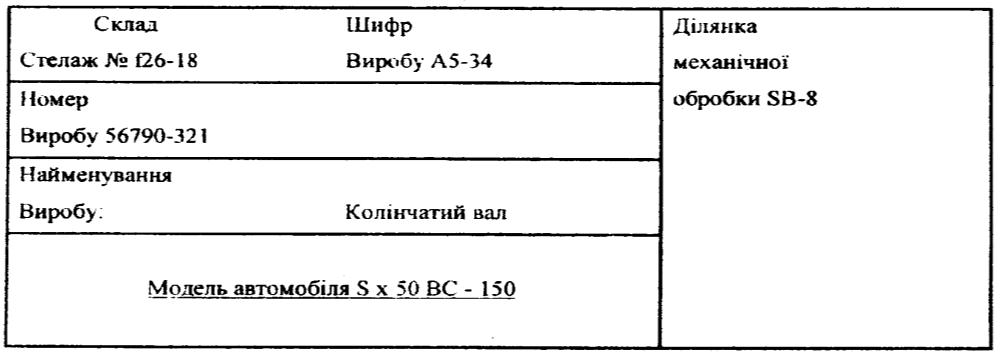 Склад Шифр
Стелаж № f26-18 Виробу А5-34
Номер
Виробу 56790-321
Найменування
Виробу: Колінчатий вал
Модель автомобіля S x 50 BC - 150
Ділянка
механічної
обробки SB-8